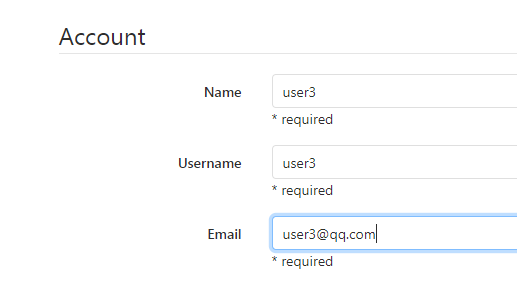 Account
Name user3
* required
Username user3
* required
Email user3@qq.com
* required